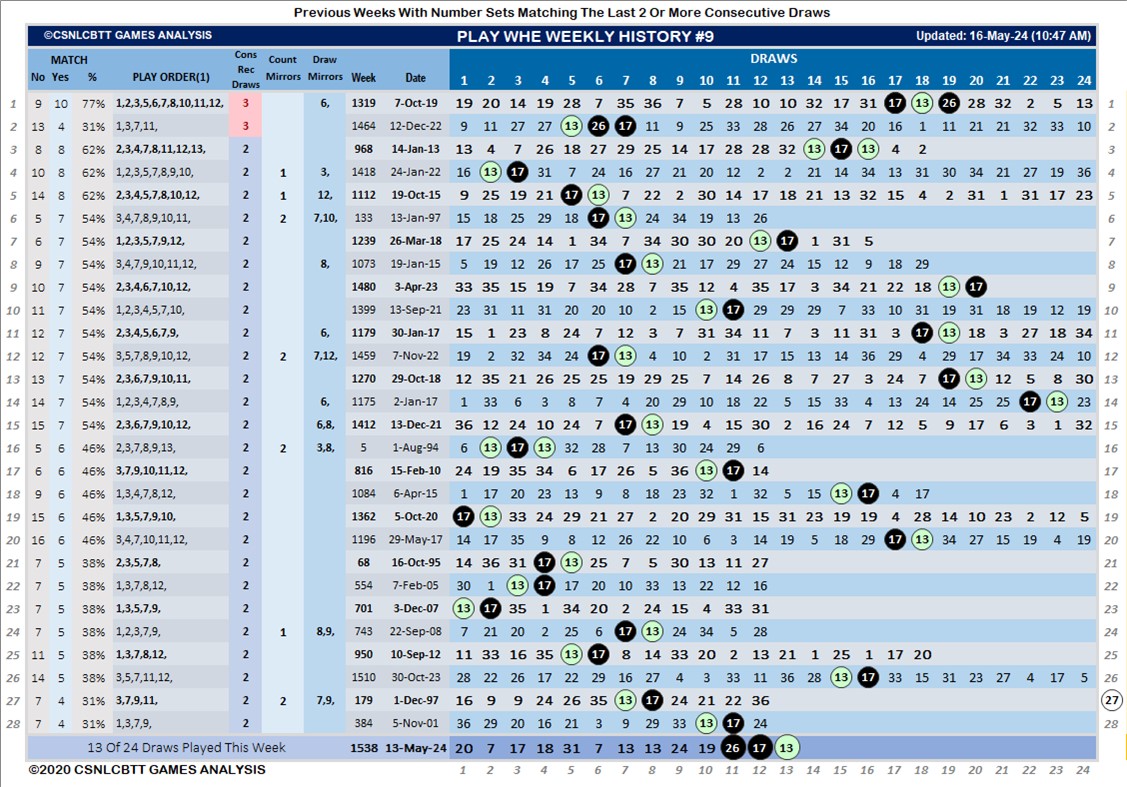 Previous Weeks With Number Sets Matching The Last 2 Or More Consecutive Draws
©CSNLCBTT GAMES ANALYSIS PLAY WHE WEEKLY HISTORY #9 Updated: 16-May-24 (10:47 AM)
MATCH Cons Rec Draws Count Mirrors Draw Mirrors DRAWS
No Yes % PLAY ORDER(1) Week Date 1 2 3 4 5 6 7 8 9 10 11 12 13 14 15 16 17 18 19 20 21 22 23 24
1 9 10 77% 1,2,3,5,6,7,8,10,11,12, 3 6, 1319 7-Oct-19 19 20 14 19 28 7 35 36 7 5 28 10 10 32 17 31 17 13 26 28 32 2 5 13 1
2 13 4 31% 1,3,7,11, 3 1464 12-Dec-22 9 11 27 27 13 26 17 11 9 25 33 28 26 27 34 20 16 1 11 21 21 32 33 10 2
3 8 8 62% 2,3,4,7,8,11,12,13, 2 968 14-Jan-13 13 4 7 26 18 27 29 25 14 17 28 28 32 13 17 13 4 2 3
4 10 8 62% 1,2,3,5,7,8,9,10, 2 1 3, 1418 24-Jan-22 16 13 17 31 7 24 16 27 21 20 12 2 2 21 14 34 13 31 30 34 21 27 19 36 4
5 14 8 62% 2,3,4,5,7,8,10,12, 2 1 12, 1112 19-Oct-15 9 25 19 21 17 13 7 22 2 30 14 17 18 21 13 32 15 4 2 31 1 31 17 23 5
6 5 7 54% 3,4,7,8,9,10,11, 2 2 7,10, 133 13-Jan-97 15 18 25 29 18 17 13 24 34 19 13 26 6
7 6 7 54% 1,2,3,5,7,9,12, 2 1239 26-Mar-18 17 25 24 14 1 34 7 34 30 30 20 13 17 1 31 5 7
8 9 7 54% 3,4,7,9,10,11,12, 2 8, 1073 19-Jan-15 5 19 12 26 17 25 17 13 21 17 29 27 24 15 12 9 18 29 8
9 10 7 54% 2,3,4,6,7,10,12, 2 1480 3-Apr-23 33 35 15 19 7 34 28 7 35 12 4 35 17 3 34 21 22 18 13 17 9
10 11 7 54% 1,2,3,4,5,7,10, 2 1399 13-Sep-21 23 31 11 31 20 20 10 2 15 13 17 29 29 29 7 33 10 31 19 31 18 19 12 19 10
11 12 7 54% 2,3,4,5,6,7,9, 2 6, 1179 30-Jan-17 15 1 23 8 24 7 12 3 7 31 34 11 7 3 11 31 3 17 13 18 3 27 18 34 11
12 12 7 54% 3,5,7,8,9,10,12, 2 2 7,12, 1459 7-Nov-22 19 2 32 34 24 17 13 4 10 2 31 17 15 13 14 36 29 4 29 17 34 33 24 10 12
13 13 7 54% 2,3,6,7,9,10,11, 2 1270 29-Oct-18 12 35 21 26 25 25 19 29 25 7 14 26 8 7 27 3 24 7 17 13 12 5 8 30 13
14 14 7 54% 1,2,3,4,7,8,9, 2 6, 1175 2-Jan-17 1 33 6 3 8 7 4 20 29 10 18 22 5 15 33 4 13 24 14 25 25 17 13 23 14
15 15 7 54% 2,3,6,7,9,10,12, 2 6,8, 1412 13-Dec-21 36 12 24 10 24 7 17 13 19 4 15 30 2 16 24 7 12 5 9 17 6 3 1 32 15
16 5 6 46% 2,3,7,8,9,13, 2 2 3,8, 5 1-Aug-94 6 13 17 13 32 28 7 13 30 24 29 6 16
17 6 6 46% 3,7,9,10,11,12, 2 816 15-Feb-10 24 19 35 34 6 17 26 5 36 13 17 14 17
18 9 6 46% 1,3,4,7,8,12, 2 1084 6-Apr-15 1 17 20 23 13 9 8 18 23 32 1 32 5 15 13 17 4 17 18
19 15 6 46% 1,3,5,7,9,10, 2 1362 5-Oct-20 17 13 33 24 29 21 27 2 20 29 31 15 31 23 19 19 4 28 14 10 23 2 12 5 19
20 16 6 46% 3,4,7,10,11,12, 2 1196 29-May-17 14 17 35 9 8 12 26 22 10 6 3 14 19 5 18 29 17 13 34 27 15 19 4 19 20
21 7 5 38% 2,3,5,7,8, 2 68 16-Oct-95 14 36 31 17 13 25 7 5 30 13 11 27 21
22 7 5 38% 1,3,7,8,12, 2 554 7-Feb-05 30 1 13 17 17 20 10 33 13 22 12 16 22
23 7 5 38% 1,3,5,7,9, 2 701 3-Dec-07 13 17 35 1 34 20 2 24 15 4 33 31 23
24 7 5 38% 1,2,3,7,9, 2 1 8,9, 743 22-Sep-08 7 21 20 2 25 6 17 13 24 34 5 28 24
25 11 5 38% 1,3,7,8,12, 2 950 10-Sep-12 11 33 16 35 13 17 8 14 33 20 2 13 21 1 25 1 17 20 25
26 14 5 38% 3,5,7,11,12, 2 1510 30-Oct-23 28 22 26 17 22 29 16 27 4 3 33 11 36 28 13 17 33 15 31 23 27 4 17 5 26
27 7 4 31% 3,7,9,11, 2 2 7,9, 179 1-Dec-97 16 9 9 24 26 35 13 17 24 21 22 36 27
28 7 4 31% 1,3,7,9, 2 384 5-Nov-01 36 29 20 16 21 3 9 29 33 13 17 24 28
13 Of 24 Draws Played This Week 1538 13-May-24 20 7 17 18 31 7 13 13 24 19 26 17 13
©2020 CSNLCBTT GAMES ANALYSIS 1 2 3 4 5 6 7 8 9 10 11 12 13 14 15 16 17 18 19 20 21 22 23 24